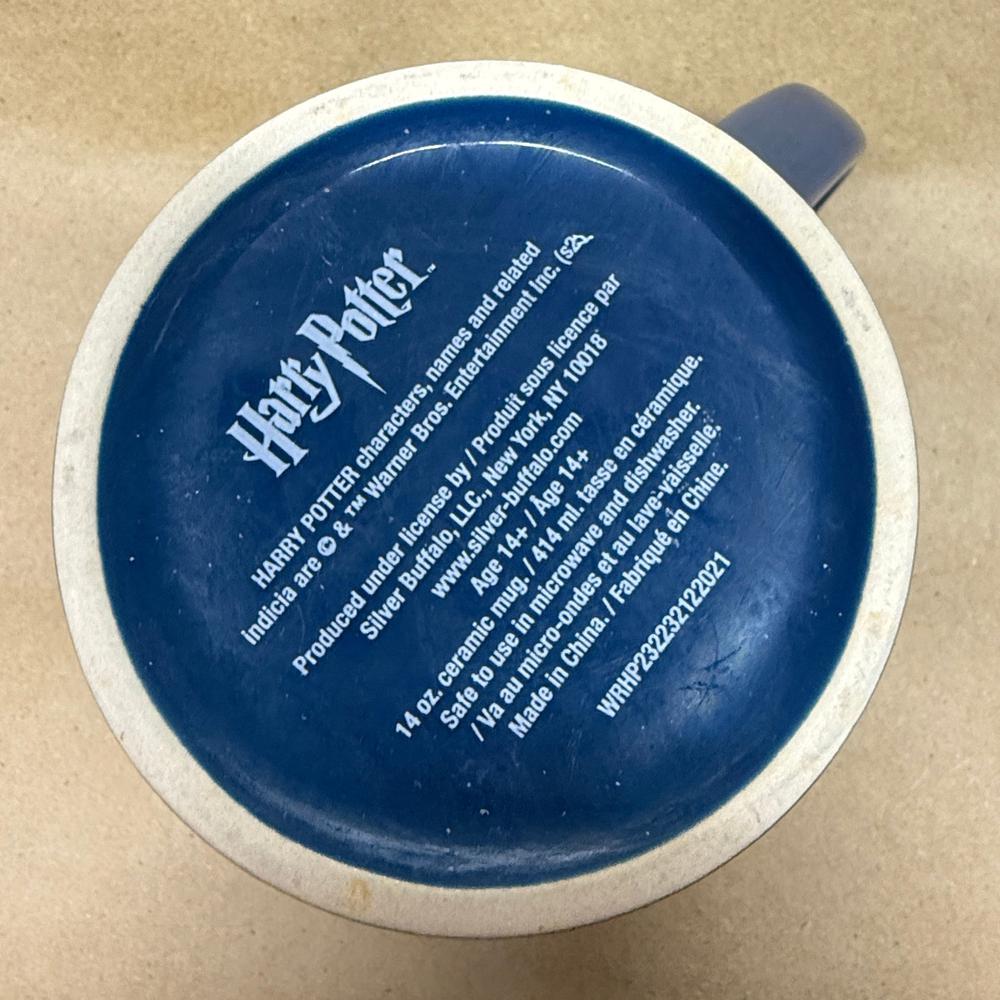 Harry Potter™
HARRY POTTER characters, names and related
indicia are © & ™ Warner Bros. Entertainment Inc.
Produced under license by / Produit sous licence par
Silver Buffalo, LLC., New York, NY 10018
www.silver-buffalo.com
Age 14+ / Âge 14+
14 oz. ceramic mug. / 414 ml. tasse en céramique.
Safe to use in microwave and dishwasher.
/ Va au micro-ondes et au lave-vaisselle.
Made in China. / Fabriqué en Chine.
WRHP232232122021